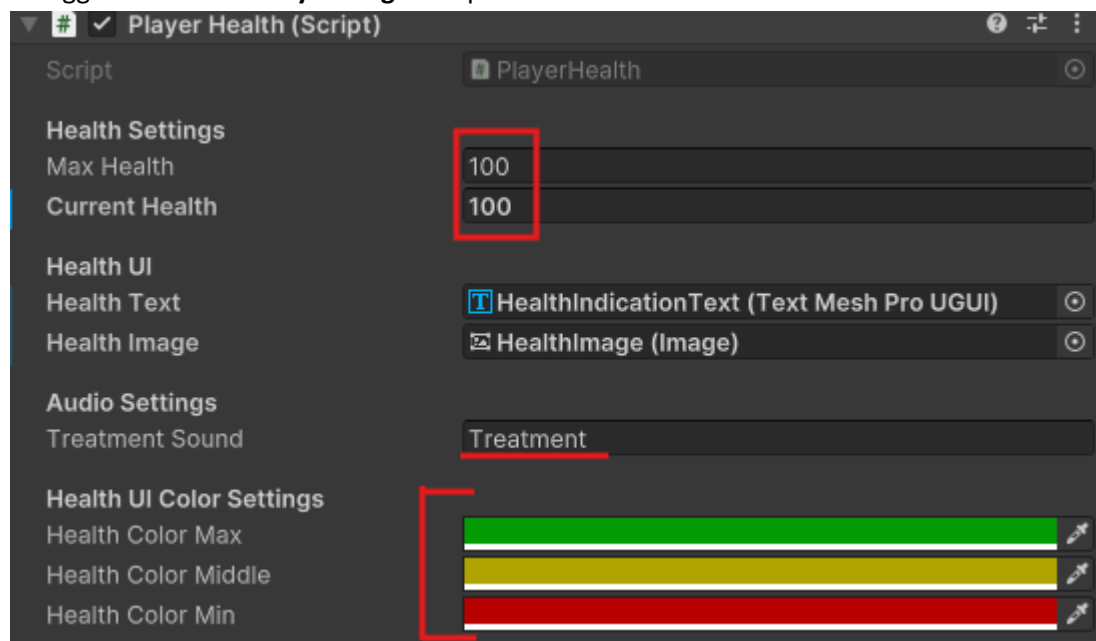 Player Health (Script)
Script PlayerHealth
Health Settings
Max Health 100
Current Health 100
Health UI
Health Text HealthIndicationText (Text Mesh Pro UGUI)
Health Image HealthImage (Image)
Audio Settings
Treatment Sound Treatment
Health UI Color Settings
Health Color Max
Health Color Middle
Health Color Min